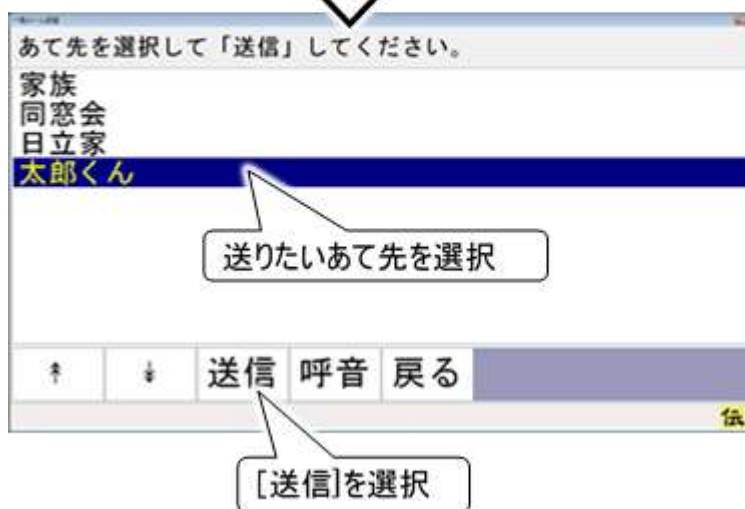 あて先を選択して「送信」してください。
家族
同窓会
日立家
太郎くん
送りたいあて先を選択
送信 呼音 戻る
伝
[送信]を選択